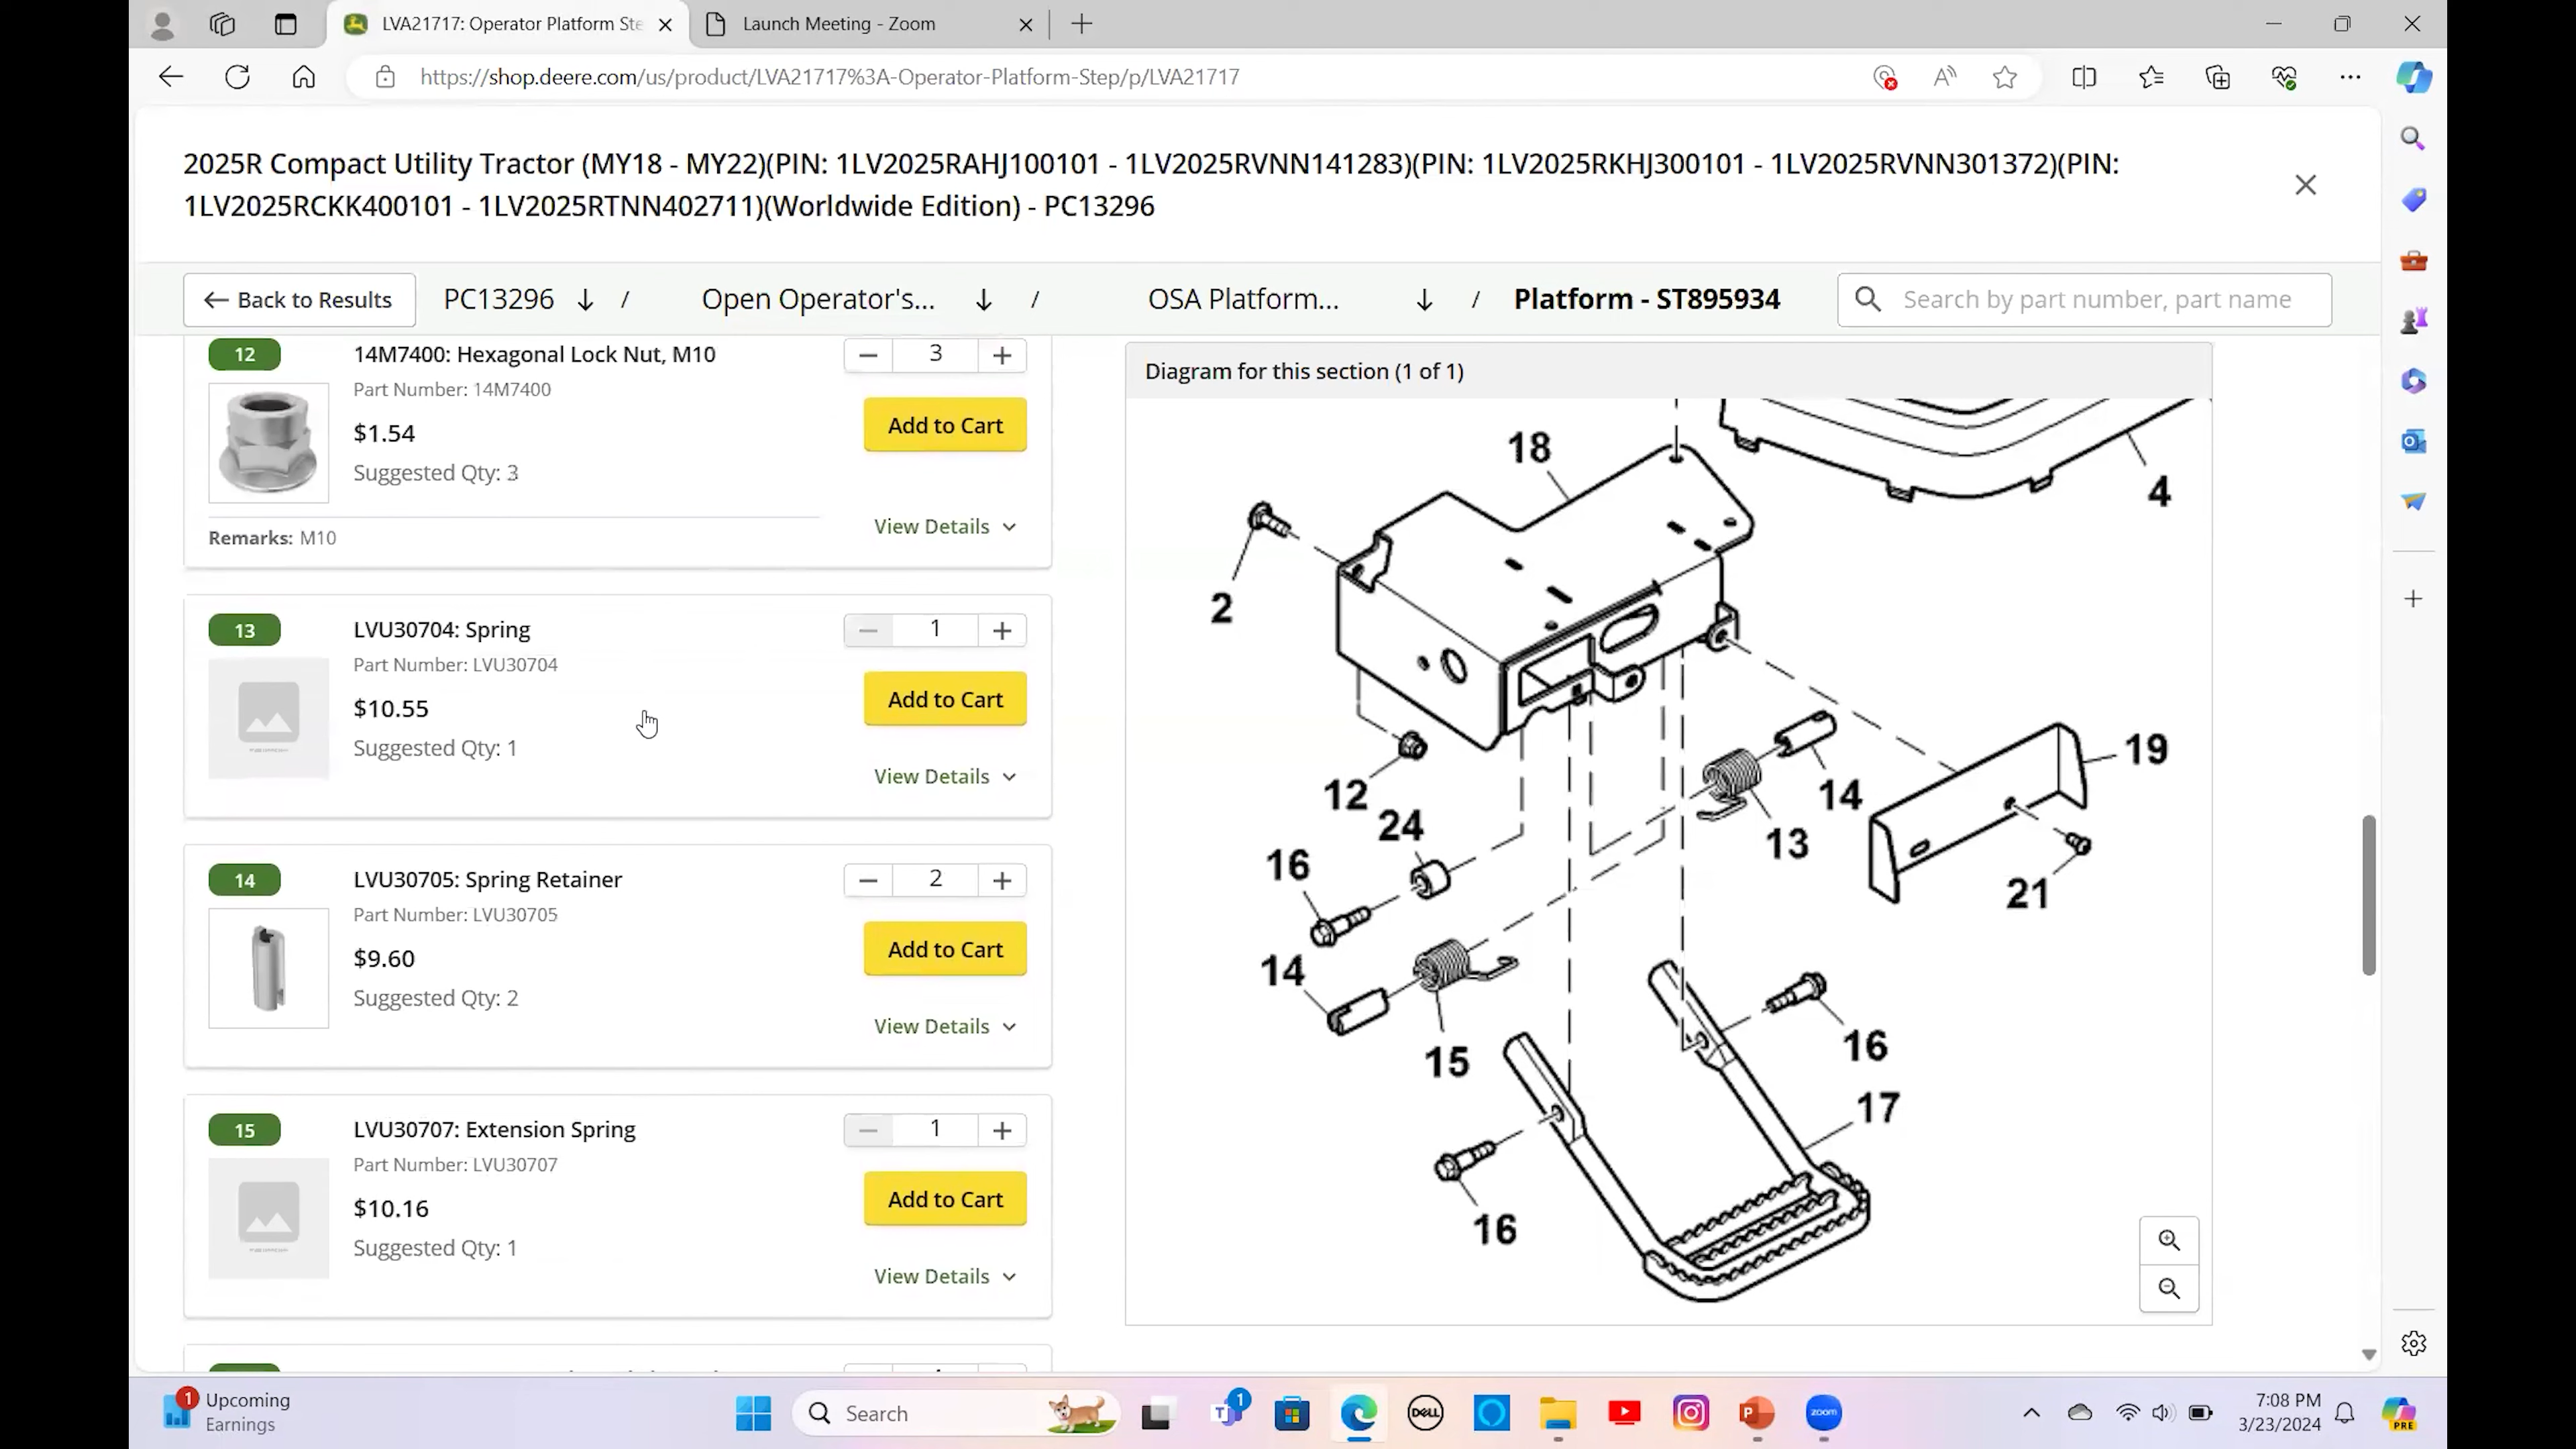 LVA21717: Operator Platform Ste
Launch Meeting - Zoom
https://shop.deere.com/us/product/LVA21717%3A-Operator-Platform-Step/p/LVA21717
2025R Compact Utility Tractor (MY18 - MY22)(PIN: 1LV2025RAHJ100101 - 1LV2025RVNN141283)(PIN: 1LV2025RKHJ300101 - 1LV2025RVNN301372)(PIN:
1LV2025RCKK400101 - 1LV2025RTNN402711)(Worldwide Edition) - PC13296
Back to Results
PC13296 /
Open Operator's... /
OSA Platform... /
Platform - ST895934
Search by part number, part name
12
14M7400: Hexagonal Lock Nut, M10
Part Number: 14M7400
$1.54
Suggested Qty: 3
3
Add to Cart
View Details
Remarks: M10
13
LVU30704: Spring
Part Number: LVU30704
$10.55
Suggested Qty: 1
1
Add to Cart
View Details
14
LVU30705: Spring Retainer
Part Number: LVU30705
$9.60
Suggested Qty: 2
2
Add to Cart
View Details
15
LVU30707: Extension Spring
Part Number: LVU30707
$10.16
Suggested Qty: 1
1
Add to Cart
View Details
Diagram for this section (1 of 1)
18
4
2
19
12
14
24
13
16
21
14
15
16
17
16
1
Upcoming
Earnings
Search
1
DELL
zoom
7:08 PM
3/23/2024
PRE